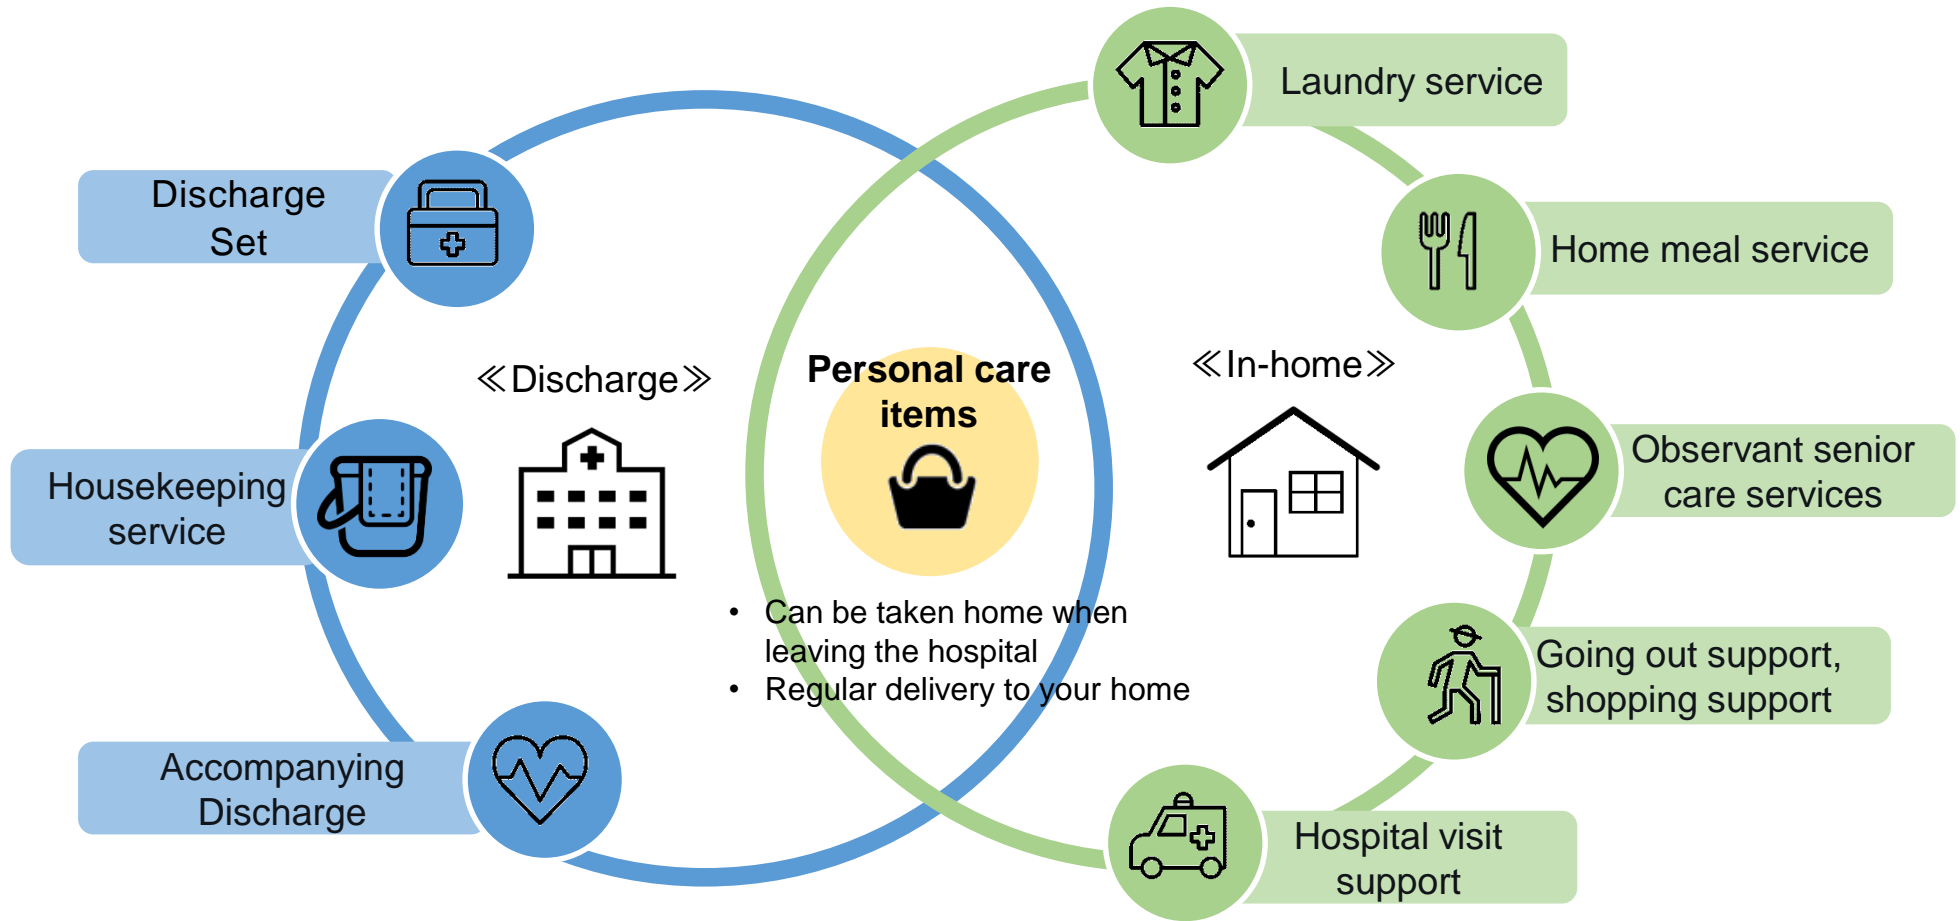 Discharge
Set
Housekeeping
service
Accompanying
Discharge
≪Discharge≫
Personal care
items
• Can be taken home when
leaving the hospital
• Regular delivery to your home
≪In-home≫
Laundry service
Home meal service
Observant senior
care services
Going out support,
shopping support
Hospital visit
support